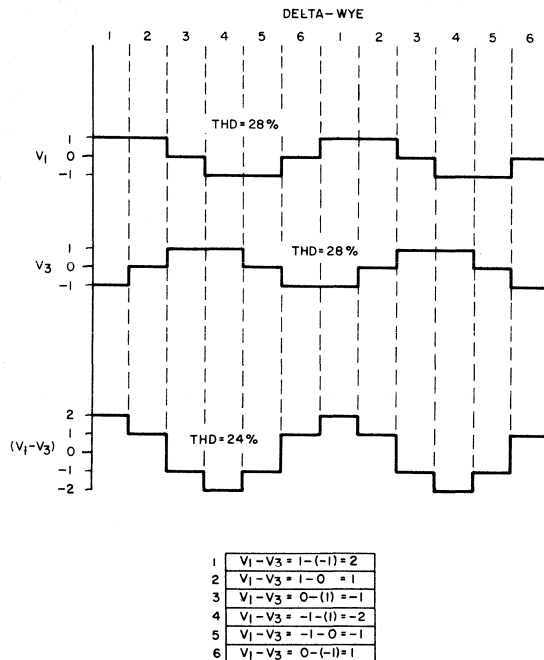 DELTA-WYE
1 2 3 4 5 6 1 2 3 4 5 6
THD=28%
1
V1 0
-1
THD=28%
1
V3 0
-1
2
1
(V1-V3) 0
THD=24%
-1
-2
1 V1-V3 = 1-(-1) = 2
2 V1-V3 = 1-0 = 1
3 V1-V3 = 0-(1) = -1
4 V1-V3 = -1-(1) = -2
5 V1-V3 = -1-0 = -1
6 V1-V3 = 0-(-1) = 1